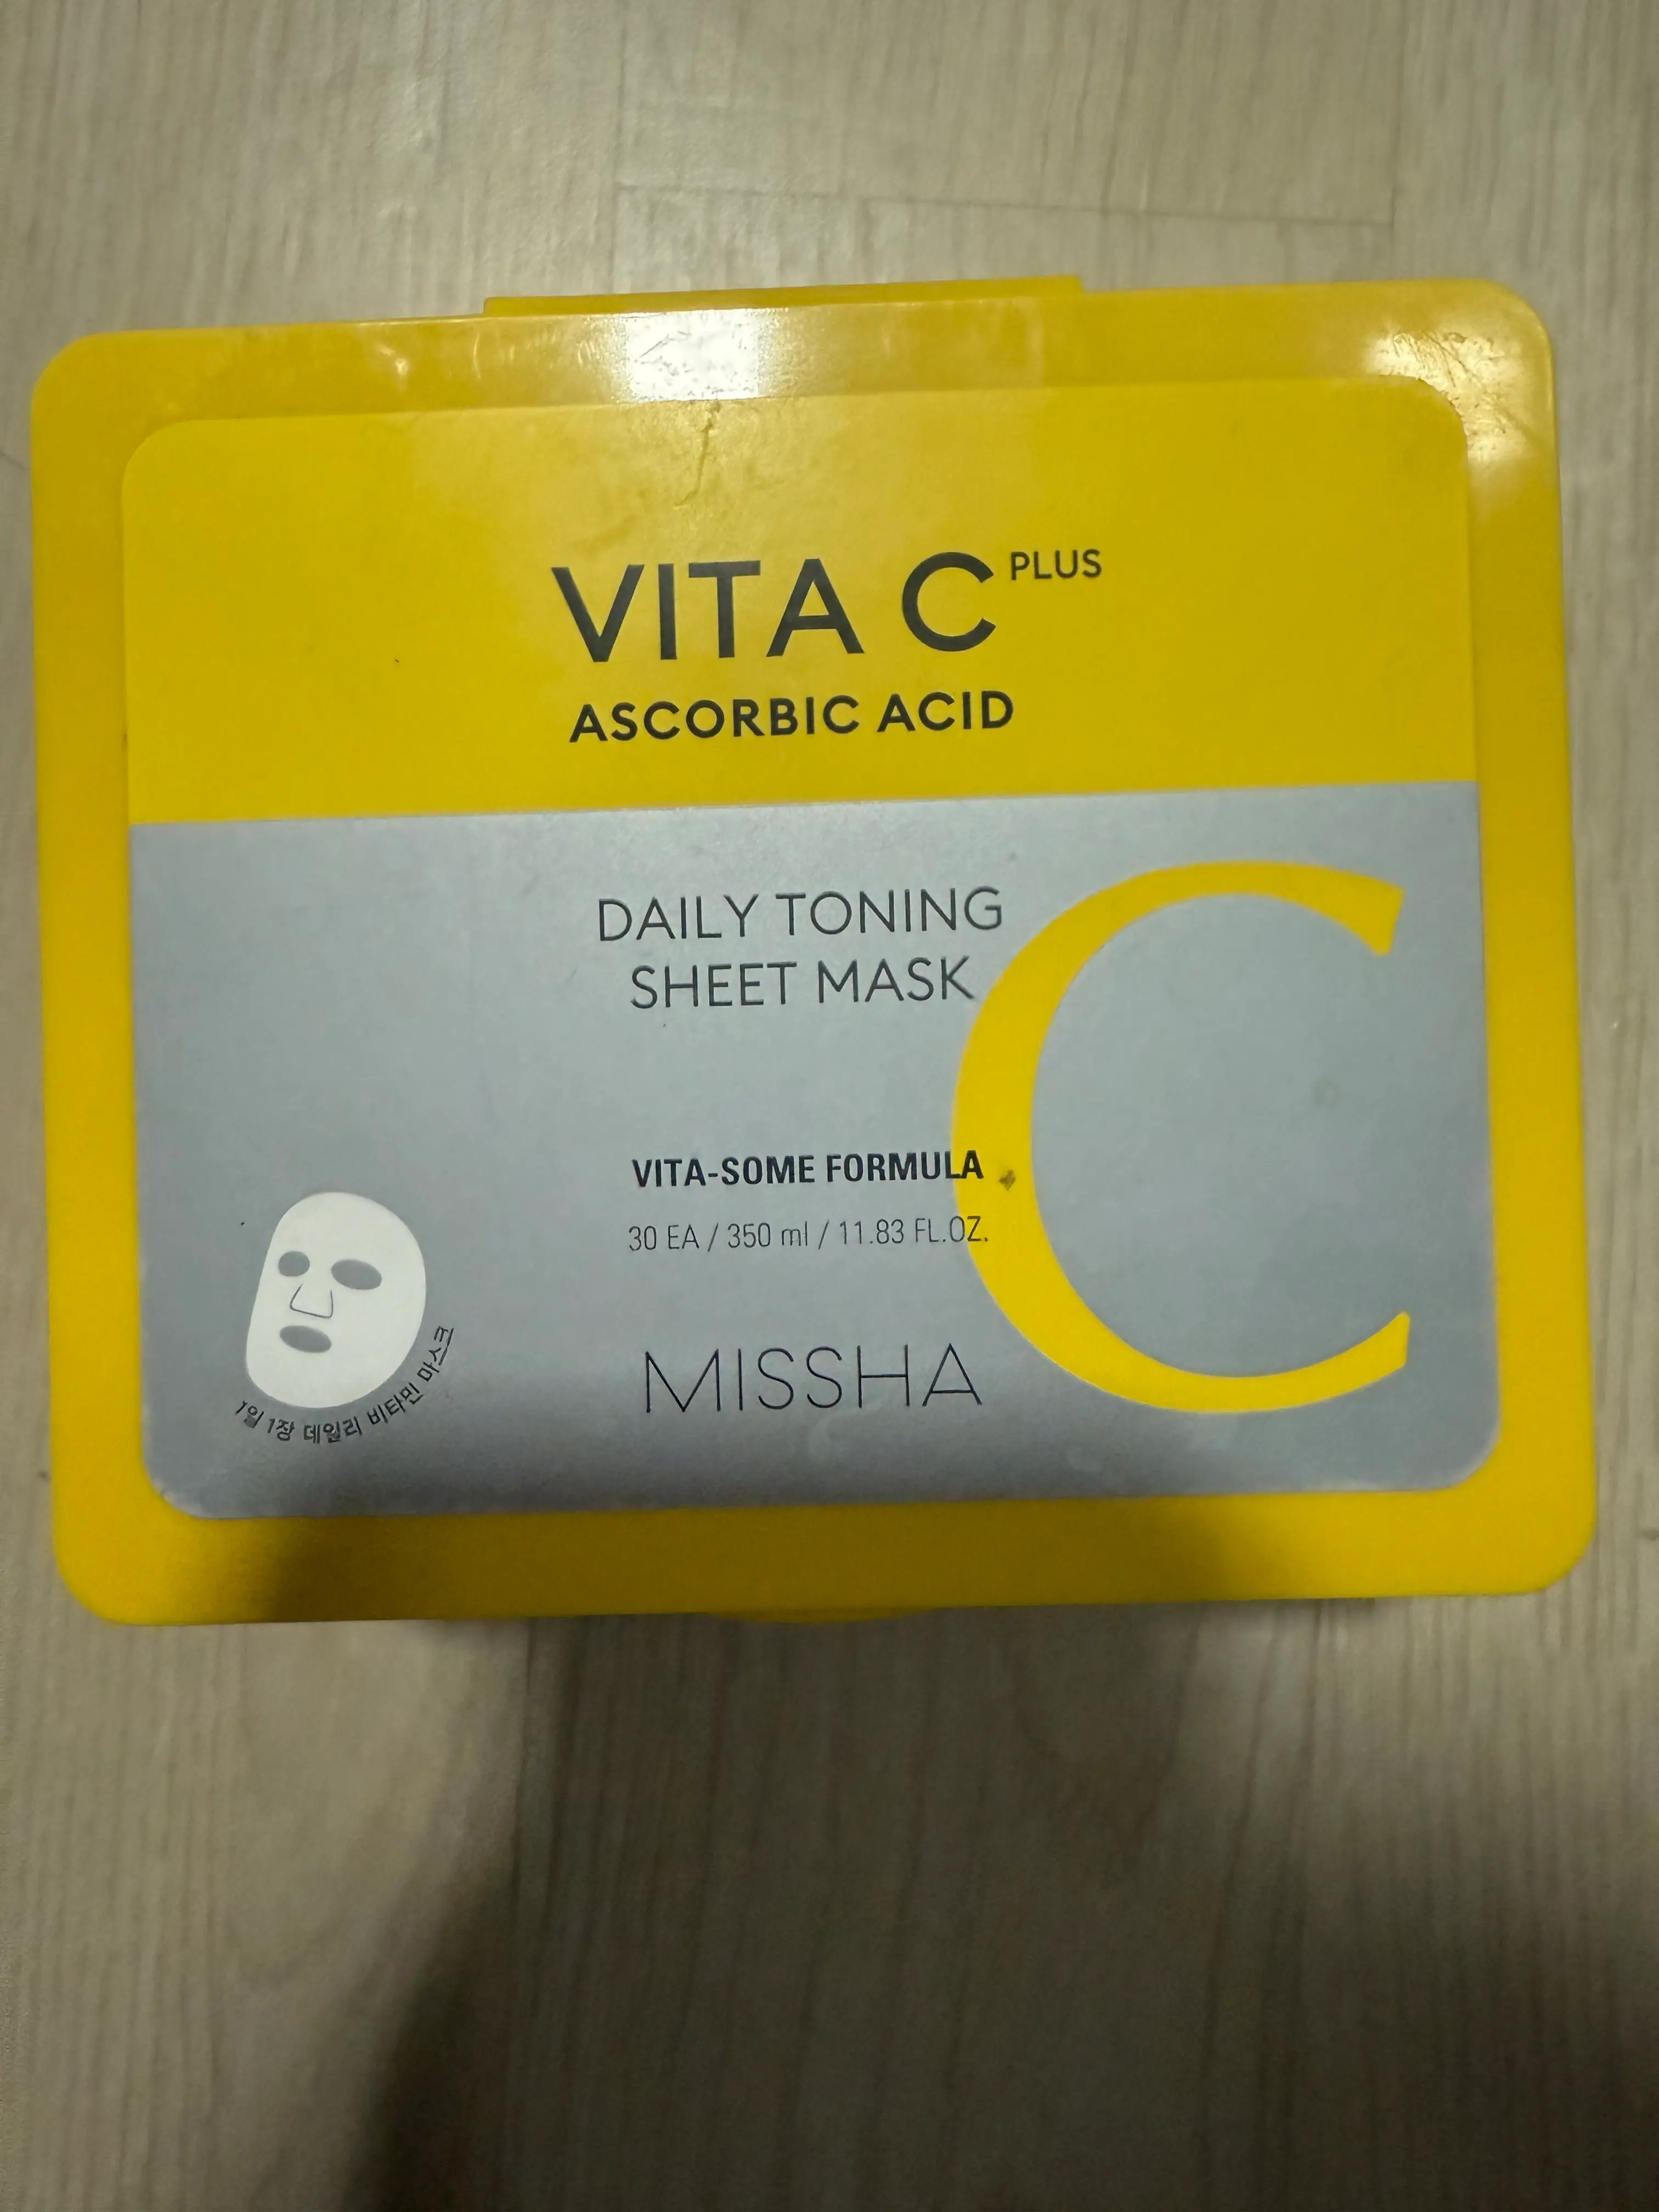 VITA C PLUS
ASCORBIC ACID
DAILY TONING
SHEET MASK
VITA-SOME FORMULA
30 EA / 350 ml / 11.83 FL.OZ.
1일 1장 데일리 비타민 마스크
MISSHA
C